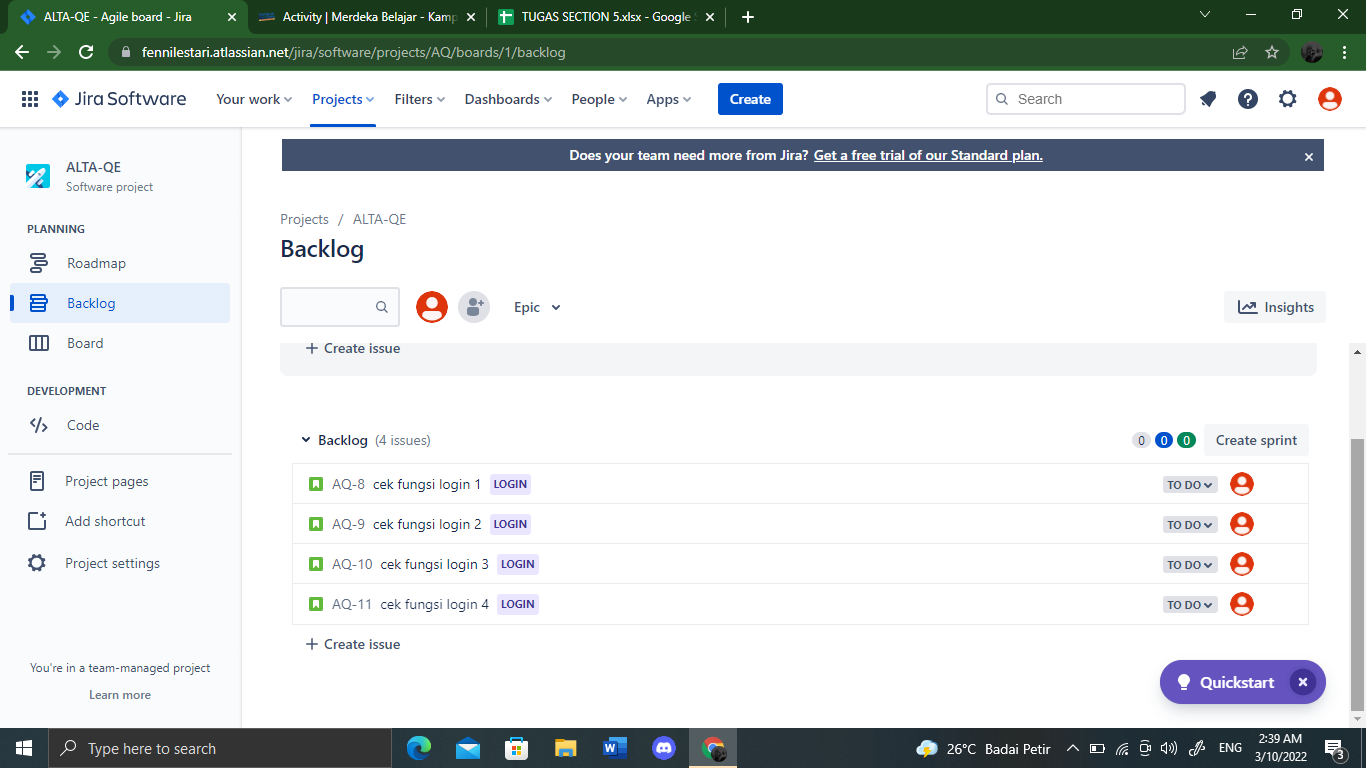 ALTA-QE - Agile board - Jira
Activity | Merdeka Belajar - Kamp
TUGAS SECTION 5.xlsx - Google S
fennilestari.atlassian.net/jira/software/projects/AQ/boards/1/backlog
Jira Software
Your work
Projects
Filters
Dashboards
People
Apps
Create
Search
Does your team need more from Jira? Get a free trial of our Standard plan.
ALTA-QE
Software project
PLANNING
Roadmap
Backlog
Board
DEVELOPMENT
Code
Project pages
Add shortcut
Project settings
You're in a team-managed project
Learn more
Projects / ALTA-QE
Backlog
Epic
Insights
+ Create issue
Backlog (4 issues)
0 0 0 Create sprint
AQ-8 cek fungsi login 1 LOGIN TO DO
AQ-9 cek fungsi login 2 LOGIN TO DO
AQ-10 cek fungsi login 3 LOGIN TO DO
AQ-11 cek fungsi login 4 LOGIN TO DO
+ Create issue
Quickstart
Type here to search
26°C Badai Petir
ENG
2:39 AM
3/10/2022
3